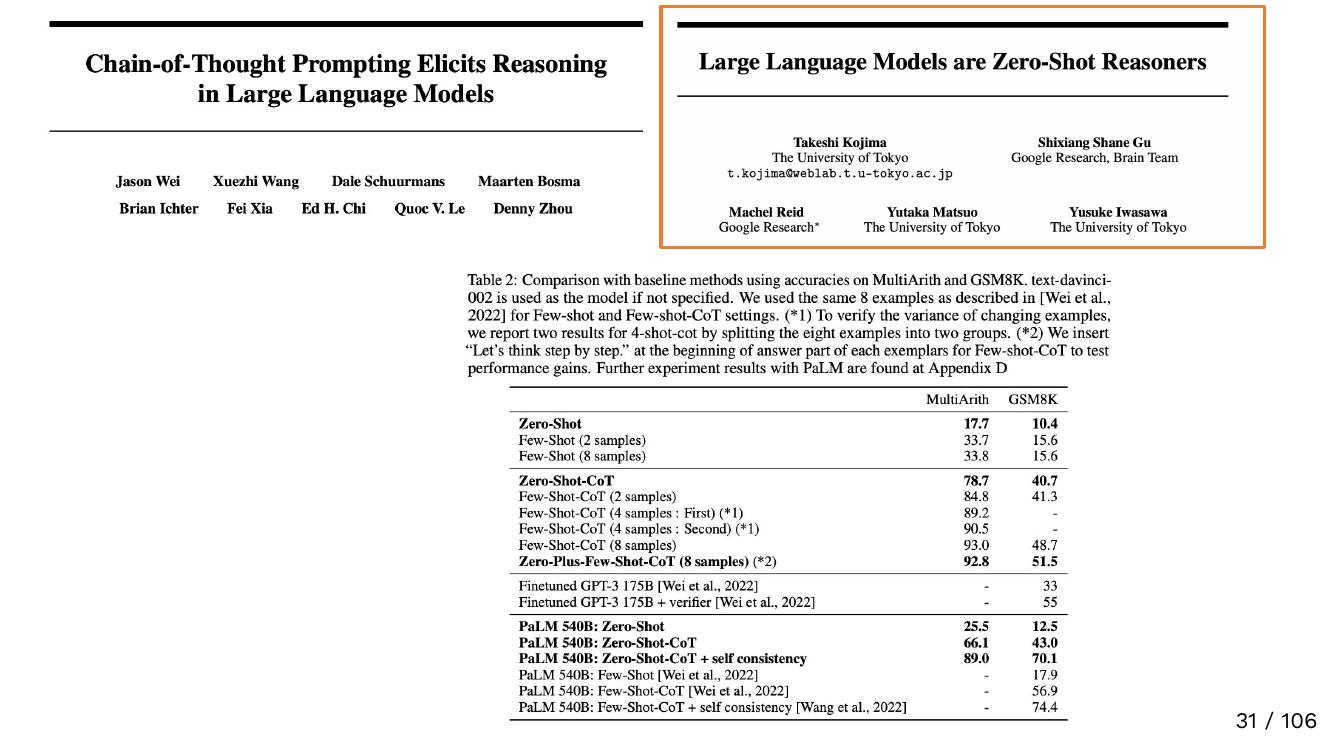 Chain-of-Thought Prompting Elicits Reasoning
in Large Language Models
Jason Wei Xuezhi Wang Dale Schuurmans Maarten Bosma
Brian Ichter Fei Xia Ed H. Chi Quoc V. Le Denny Zhou
Large Language Models are Zero-Shot Reasoners
Takeshi Kojima
The University of Tokyo
t.kojima@weblab.t.u-tokyo.ac.jp
Shixiang Shane Gu
Google Research, Brain Team
Machel Reid
Google Research*
Yutaka Matsuo
The University of Tokyo
Yusuke Iwasawa
The University of Tokyo
Table 2: Comparison with baseline methods using accuracies on MultiArith and GSM8K. text-davinci-
002 is used as the model if not specified. We used the same 8 examples as described in [Wei et al.,
2022] for Few-shot and Few-shot-CoT settings. (*1) To verify the variance of changing examples,
we report two results for 4-shot-cot by splitting the eight examples into two groups. (*2) We insert
“Let’s think step by step.” at the beginning of answer part of each exemplars for Few-shot-CoT to test
performance gains. Further experiment results with PaLM are found at Appendix D
MultiArith GSM8K
Zero-Shot 17.7 10.4
Few-Shot (2 samples) 33.7 15.6
Few-Shot (8 samples) 33.8 15.6
Zero-Shot-CoT 78.7 40.7
Few-Shot-CoT (2 samples) 84.8 41.3
Few-Shot-CoT (4 samples : First) (*1) 89.2 -
Few-Shot-CoT (4 samples : Second) (*1) 90.5 -
Few-Shot-CoT (8 samples) 93.0 48.7
Zero-Plus-Few-Shot-CoT (8 samples) (*2) 92.8 51.5
Finetuned GPT-3 175B [Wei et al., 2022] - 33
Finetuned GPT-3 175B + verifier [Wei et al., 2022] - 55
PaLM 540B: Zero-Shot 25.5 12.5
PaLM 540B: Zero-Shot-CoT 66.1 43.0
PaLM 540B: Zero-Shot-CoT + self consistency 89.0 70.1
PaLM 540B: Few-Shot [Wei et al., 2022] - 17.9
PaLM 540B: Few-Shot-CoT [Wei et al., 2022] - 56.9
PaLM 540B: Few-Shot-CoT + self consistency [Wang et al., 2022] - 74.4
31 / 106